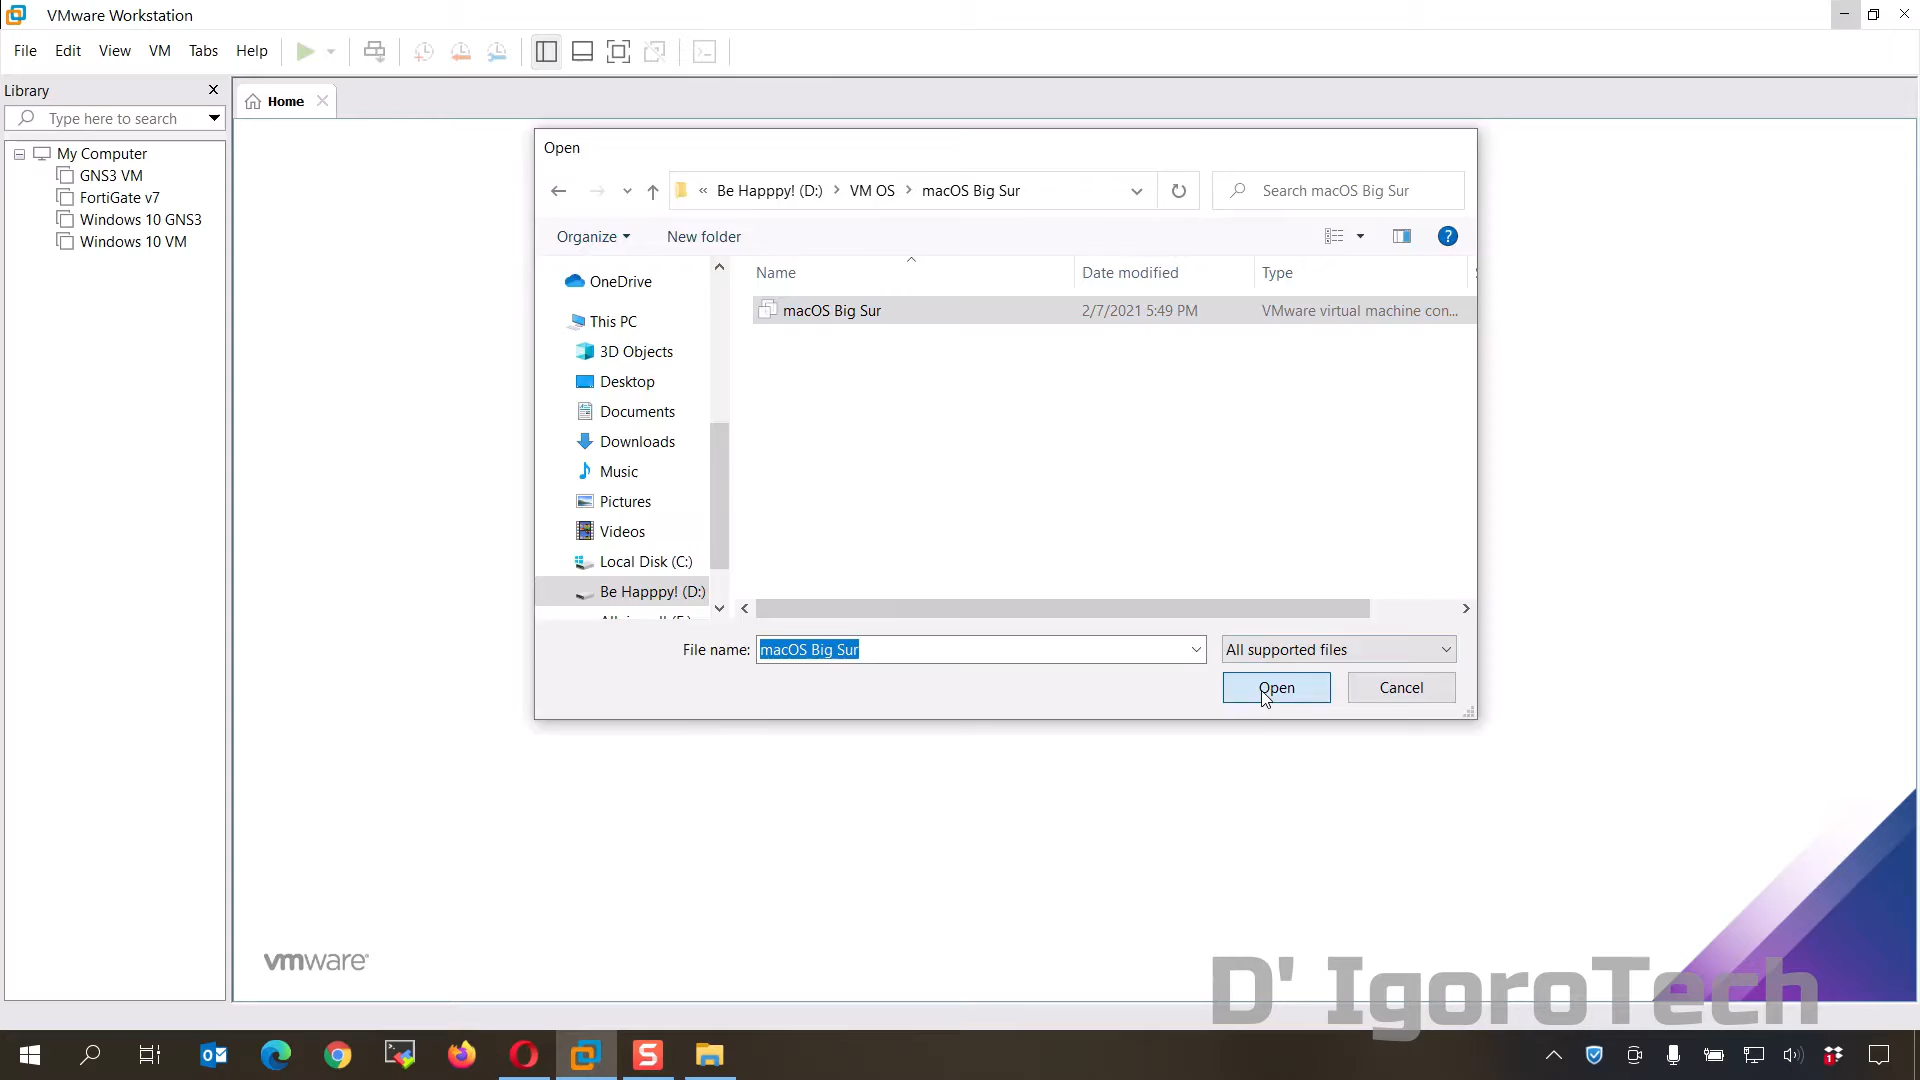 VMware Workstation
File Edit View VM Tabs Help
Library
Type here to search
Home
My Computer
GNS3 VM
FortiGate v7
Windows 10 GNS3
Windows 10 VM
Open
« Be Happpy! (D:) > VM OS > macOS Big Sur
Search macOS Big Sur
Organize
New folder
Name
Date modified
Type
OneDrive
This PC
3D Objects
Desktop
Documents
Downloads
Music
Pictures
Videos
Local Disk (C:)
Be Happpy! (D:)
macOS Big Sur
2/7/2021 5:49 PM
VMware virtual machine con...
File name:
macOS Big Sur
All supported files
Open
Cancel
vmware
D' IgoroTech